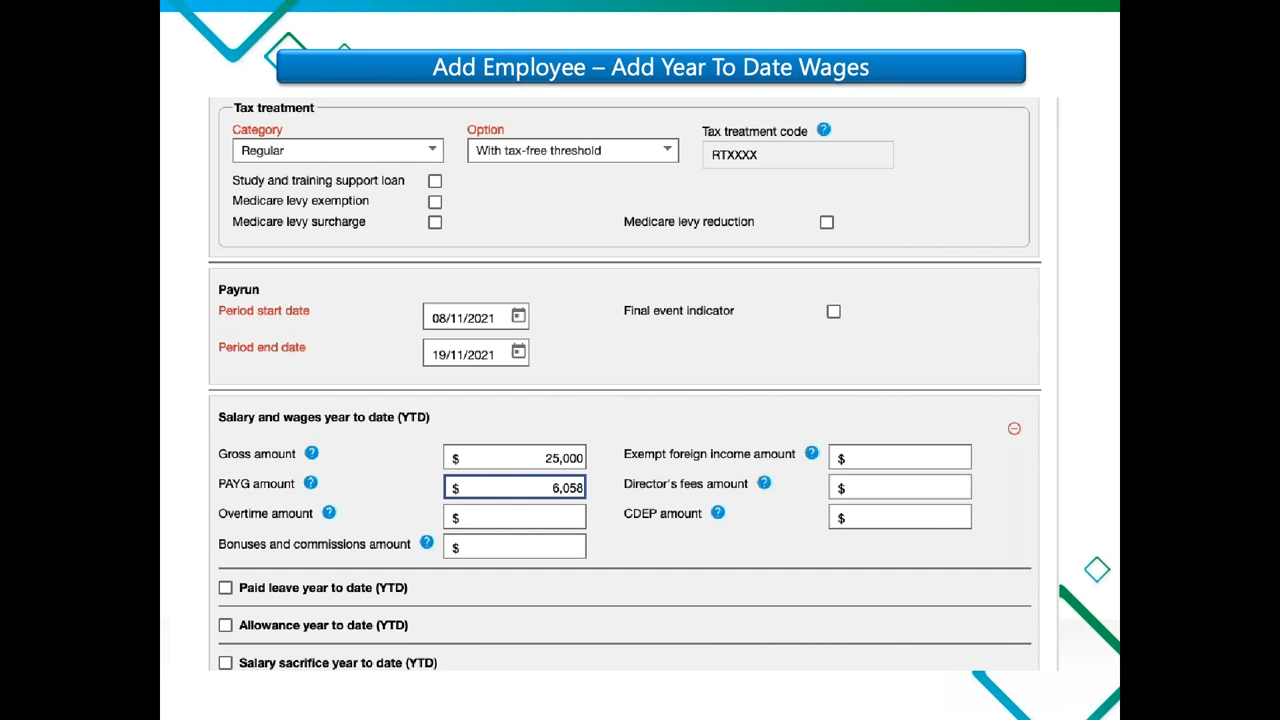 Add Employee – Add Year To Date Wages
Tax treatment
Category
Option
Tax treatment code ?
Regular
With tax-free threshold
RTXXXX
Study and training support loan
Medicare levy exemption
Medicare levy surcharge
Medicare levy reduction
Payrun
Period start date
08/11/2021
Final event indicator
Period end date
19/11/2021
Salary and wages year to date (YTD)
Gross amount ? $ 25,000
Exempt foreign income amount ? $
PAYG amount ? $ 6,058
Director's fees amount ? $
Overtime amount ? $
CDEP amount ? $
Bonuses and commissions amount ? $
Paid leave year to date (YTD)
Allowance year to date (YTD)
Salary sacrifice year to date (YTD)